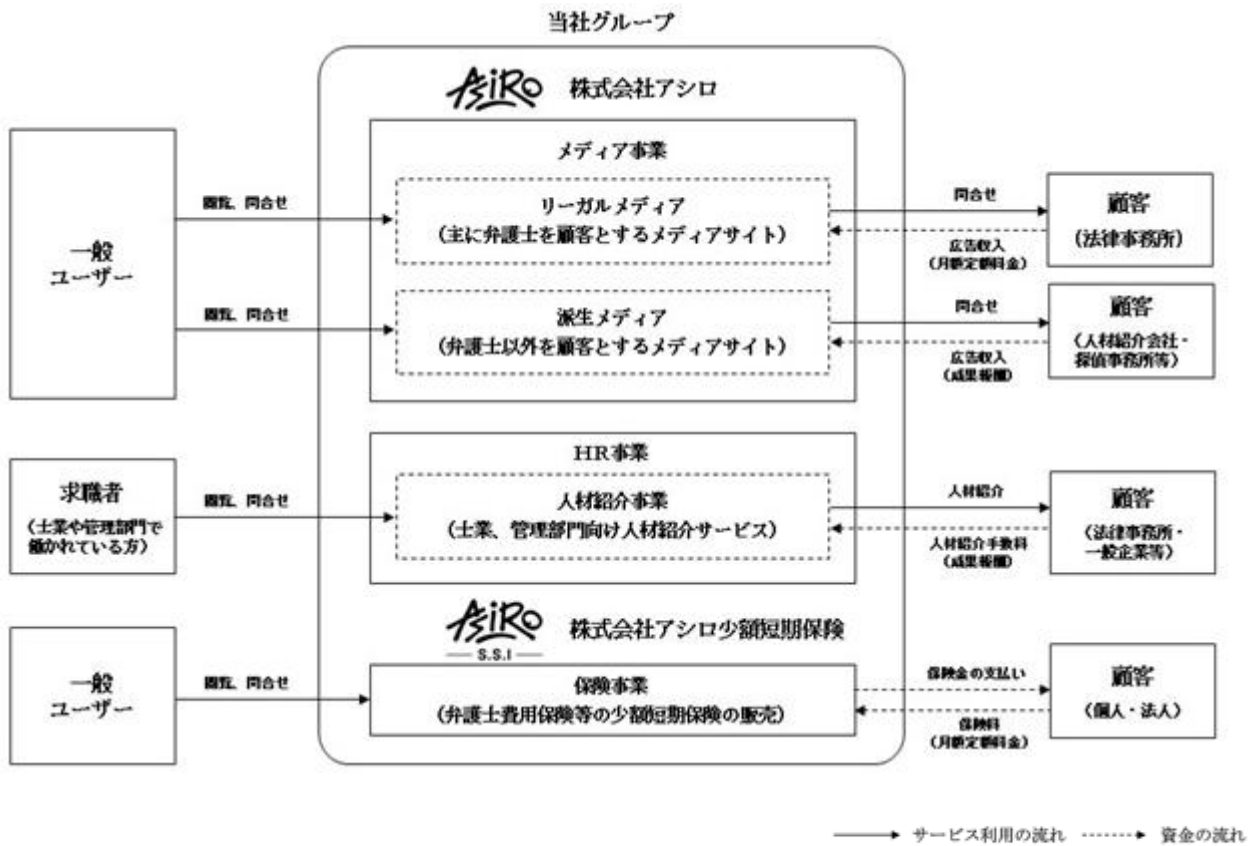 当社グループ
ASiRO 株式会社アシロ
メディア事業
リーガルメディア
(主に弁護士を顧客とするメディアサイト)
派生メディア
(弁護士以外を顧客とするメディアサイト)
一般
ユーザー
閲覧、問合せ
閲覧、問合せ
問合せ
広告収入
(月額定額料金)
顧客
(法律事務所)
問合せ
広告収入
(成果報酬)
顧客
(人材紹介会社・
探偵事務所等)
HR事業
人材紹介事業
(士業、管理部門向け人材紹介サービス)
求職者
(士業や管理部門で
働かれている方)
閲覧、問合せ
人材紹介
人材紹介手数料
(成果報酬)
顧客
(法律事務所・
一般企業等)
ASiRO
S.S.I
株式会社アシロ少額短期保険
保険事業
(弁護士費用保険等の少額短期保険の販売)
一般
ユーザー
閲覧、問合せ
保険金の支払い
保険料
(月額定額料金)
顧客
(個人・法人)
サービス利用の流れ
資金の流れ